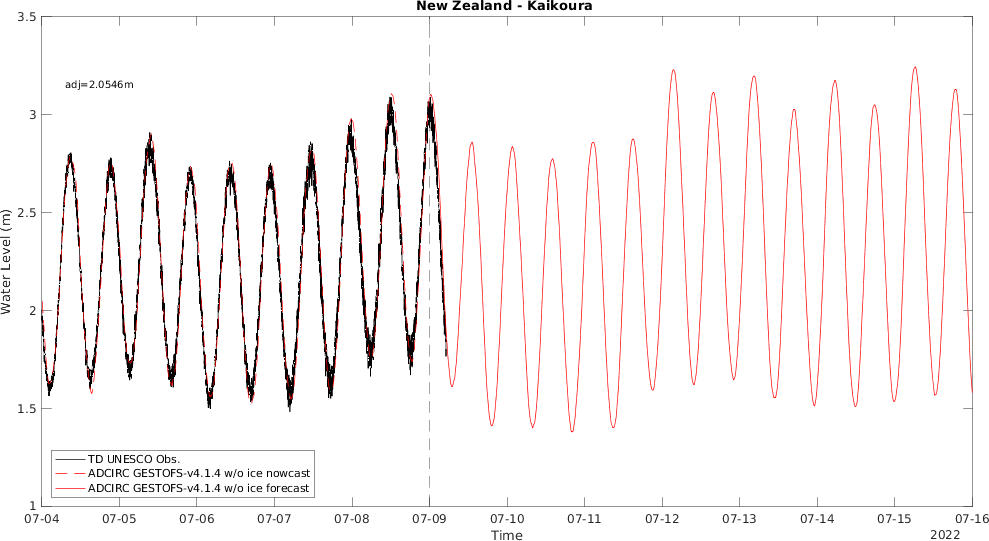 New Zealand - Kaikoura
3.5
adj=2.0546m
3
2.5
Water Level (m)
2
1.5
TD UNESCO Obs.
ADCIRC GESTOFS-v4.1.4 w/o ice nowcast
ADCIRC GESTOFS-v4.1.4 w/o ice forecast
1
07-04 07-05 07-06 07-07 07-08 07-09 07-10 07-11 07-12 07-13 07-14 07-15 07-16
Time
2022